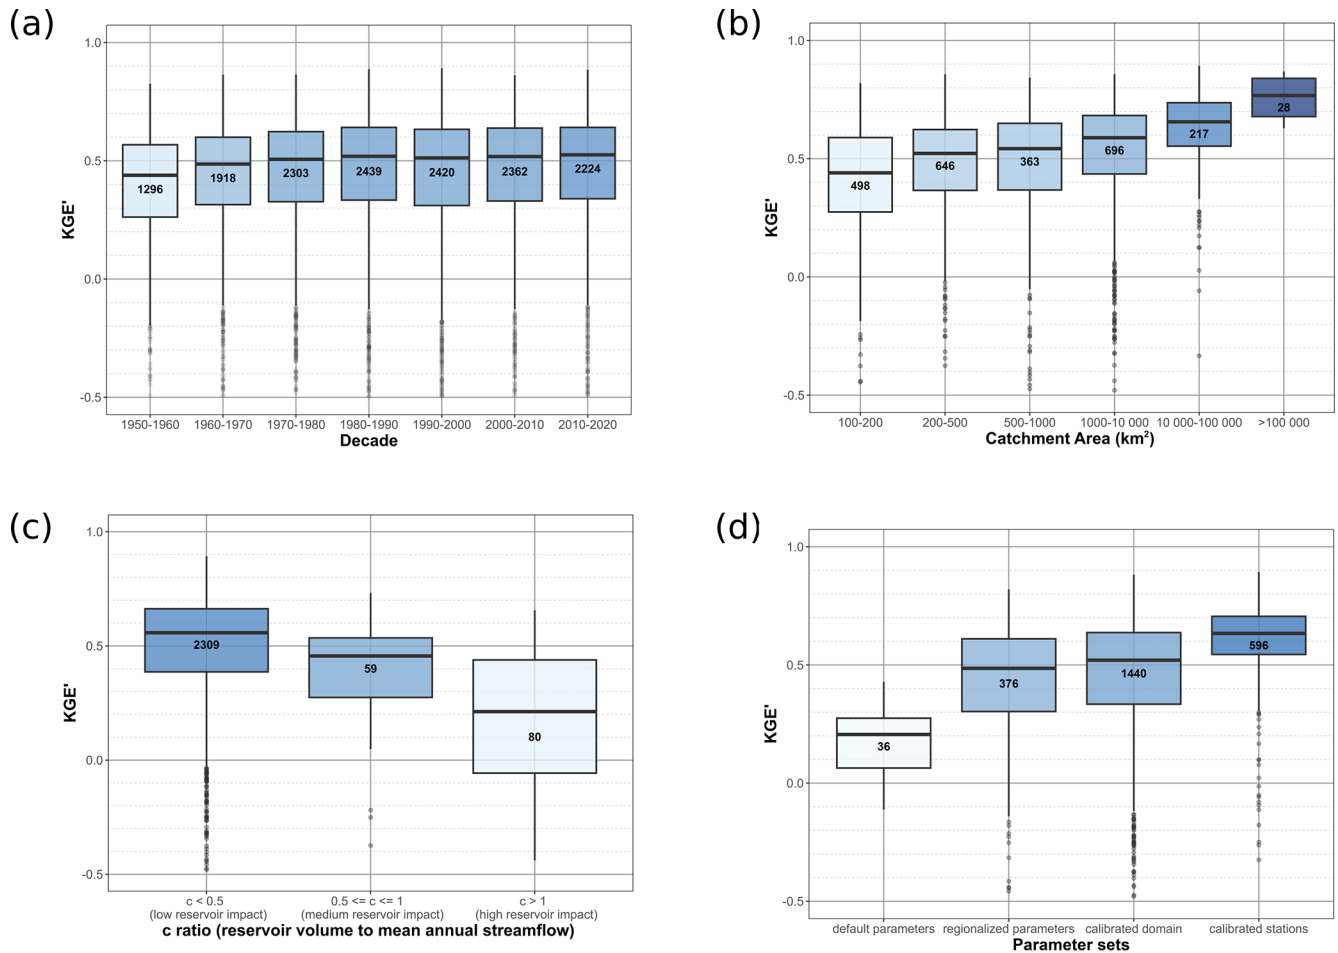 (a)
1.0
0.5
0.0
-0.5
KGE'
1296
1918
2303
2439
2420
2362
2224
1950-1960
1960-1970
1970-1980
1980-1990
1990-2000
2000-2010
2010-2020
Decade
(b)
1.0
0.5
0.0
-0.5
KGE'
498
646
363
696
217
28
100-200
200-500
500-1000
1000-10 000
10 000-100 000
>100 000
Catchment Area (km²)
(c)
1.0
0.5
0.0
-0.5
KGE'
2309
59
80
c < 0.5
(low reservoir impact)
0.5 <= c <= 1
(medium reservoir impact)
c > 1
(high reservoir impact)
c ratio (reservoir volume to mean annual streamflow)
(d)
1.0
0.5
0.0
-0.5
KGE'
36
376
1440
596
default parameters
regionalized parameters
calibrated domain
calibrated stations
Parameter sets